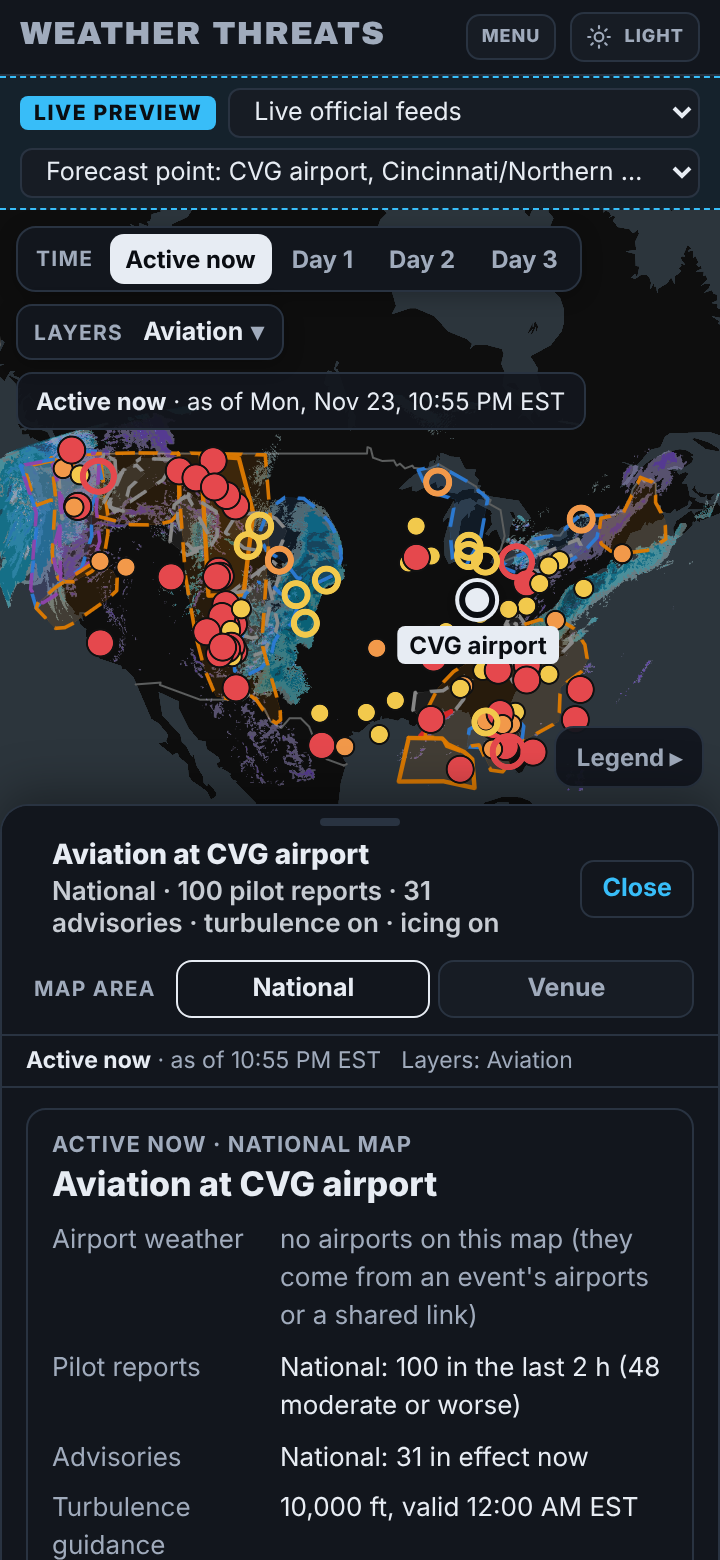 WEATHER THREATS
MENU
LIGHT
LIVE PREVIEW
Live official feeds
Forecast point: CVG airport, Cincinnati/Northern ...
TIME
Active now
Day 1
Day 2
Day 3
LAYERS
Aviation ▾
Active now · as of Mon, Nov 23, 10:55 PM EST
CVG airport
Legend ▸
Aviation at CVG airport
National · 100 pilot reports · 31
advisories · turbulence on · icing on
Close
MAP AREA
National
Venue
Active now · as of 10:55 PM EST Layers: Aviation
ACTIVE NOW · NATIONAL MAP
Aviation at CVG airport
Airport weather
no airports on this map (they
come from an event's airports
or a shared link)
Pilot reports
National: 100 in the last 2 h (48
moderate or worse)
Advisories
National: 31 in effect now
Turbulence
guidance
10,000 ft, valid 12:00 AM EST